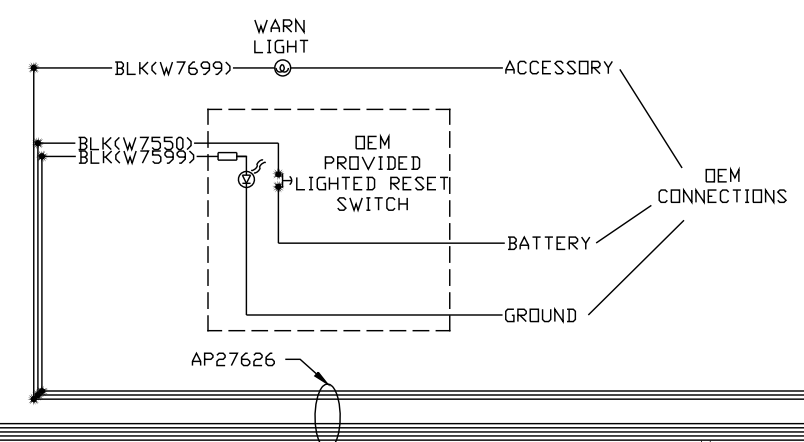 WARN
LIGHT
BLK(W7699)
ACCESSORY
BLK(W7550)
BLK(W7599)
OEM
PROVIDED
LIGHTED RESET
SWITCH
OEM
CONNECTIONS
BATTERY
GROUND
AP27626